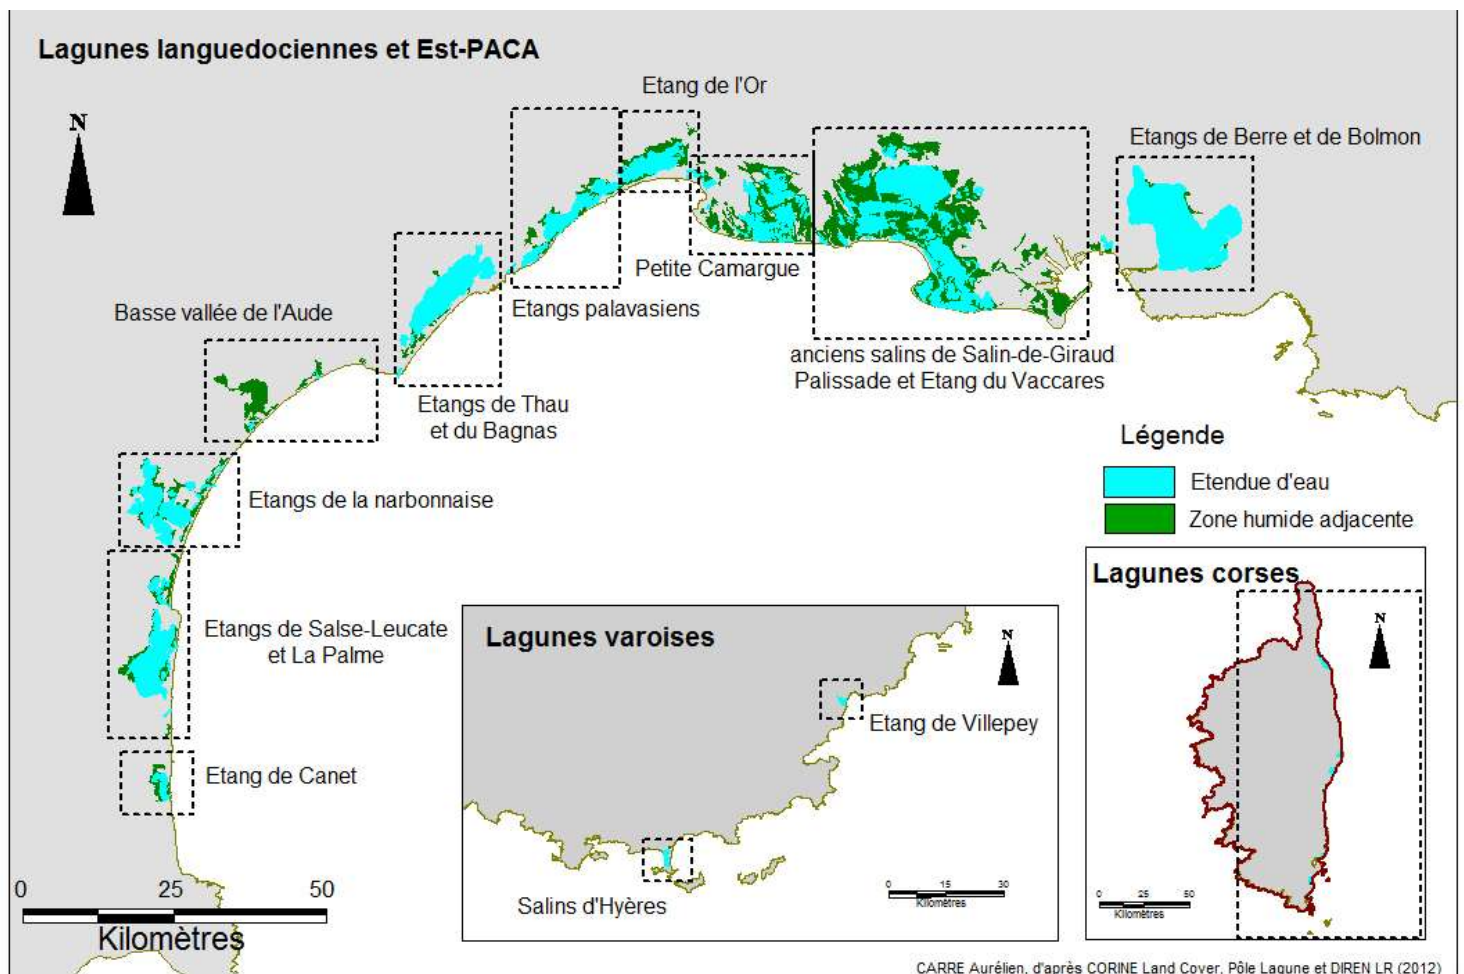 Lagunes languedociennes et Est-PACA
N
Etang de l'Or
Etangs de Berre et de Bolmon
Petite Camargue
Etangs palavasiens
Basse vallée de l'Aude
anciens salins de Salin-de-Giraud
Palissade et Etang du Vaccares
Etangs de Thau
et du Bagnas
Légende
Etendue d'eau
Zone humide adjacente
Etangs de la narbonnaise
Etangs de Salse-Leucate
et La Palme
Etang de Canet
0 25 50
Kilomètres
Lagunes varoises
N
Etang de Villepey
Salins d'Hyères
0 15 30
Kilomètres
Lagunes corses
N
0 25 50
Kilomètres
CARRE Aurélien, d'après CORINE Land Cover, Pôle Lagune et DIREN LR (2012)